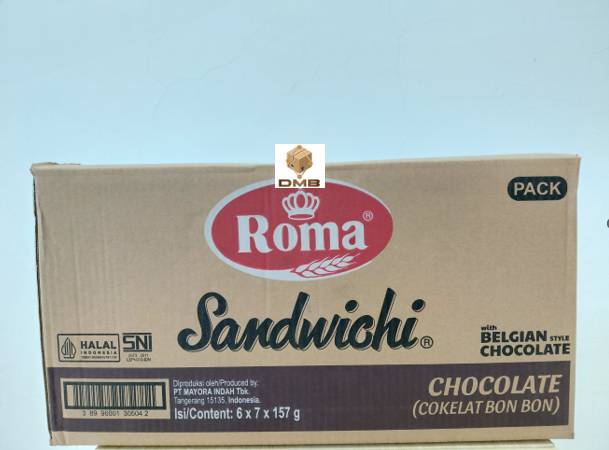 DMB
PACK
Roma®
Sandwichi®
with
BELGIAN STYLE
CHOCOLATE
HALAL
INDONESIA
SNI
Diproduksi oleh/Produced by:
PT MAYORA INDAH Tbk.
Tangerang 15135, Indonesia.
Isi/Content: 6 x 7 x 157 g
CHOCOLATE
(COKELAT BON BON)